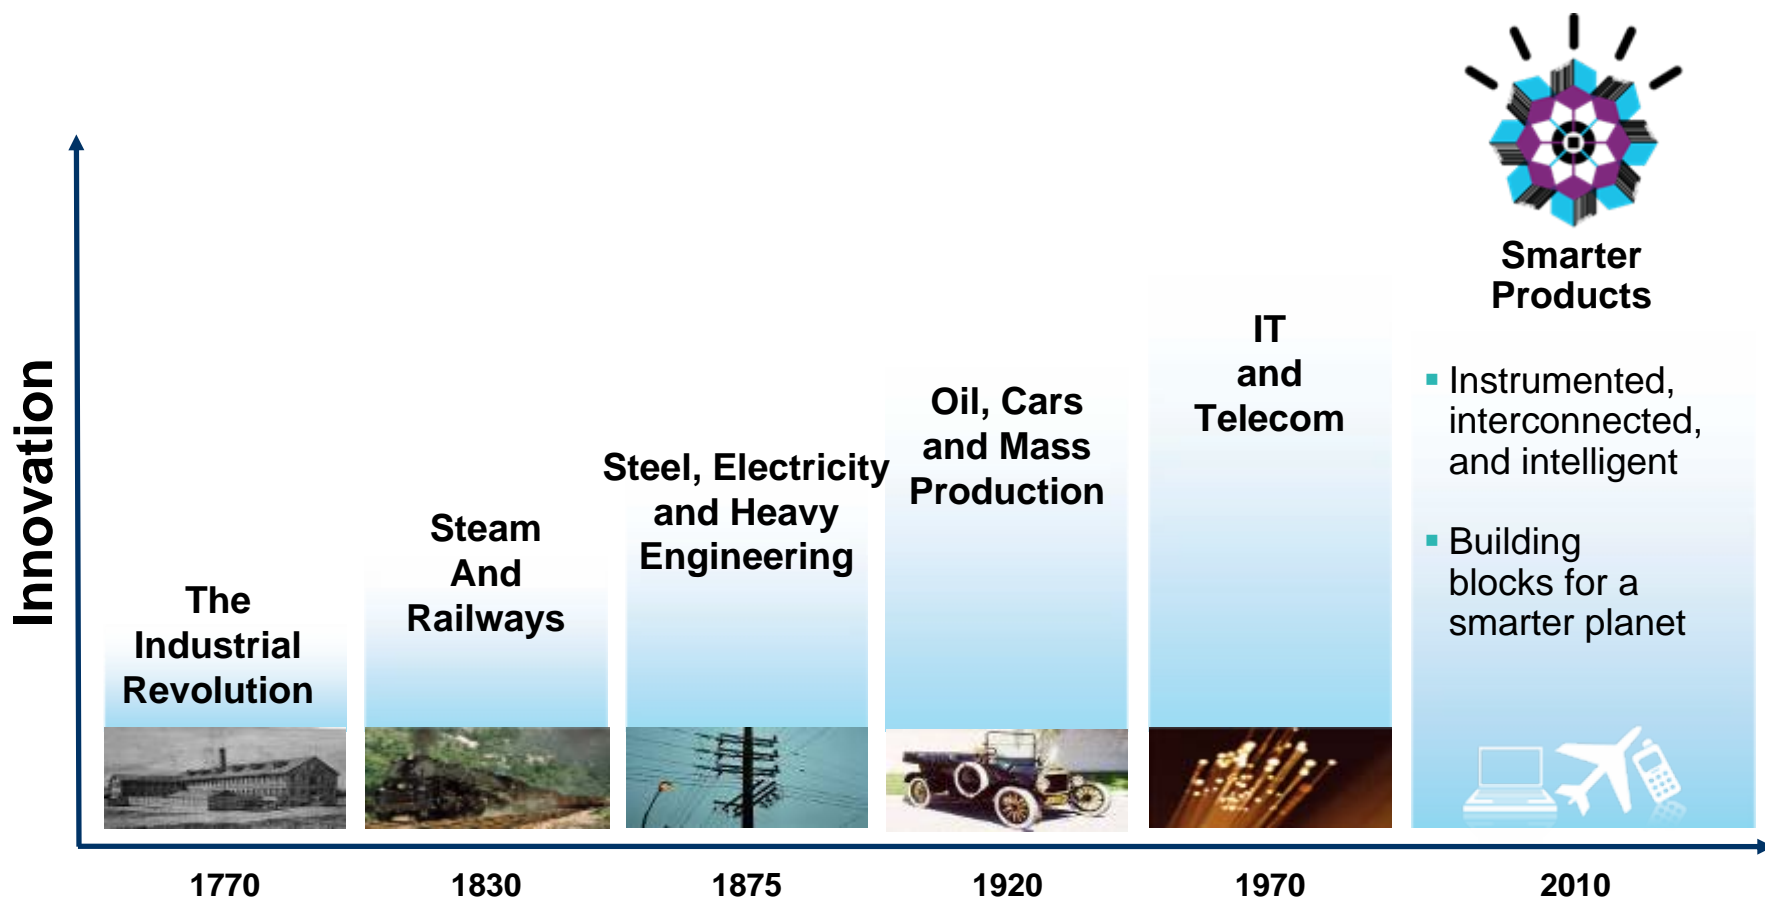 Innovation
The
Industrial
Revolution
Steam
And
Railways
Steel, Electricity
and Heavy
Engineering
Oil, Cars
and Mass
Production
IT
and
Telecom
Smarter
Products
▪ Instrumented,
interconnected,
and intelligent
▪ Building
blocks for a
smarter planet
1770
1830
1875
1920
1970
2010